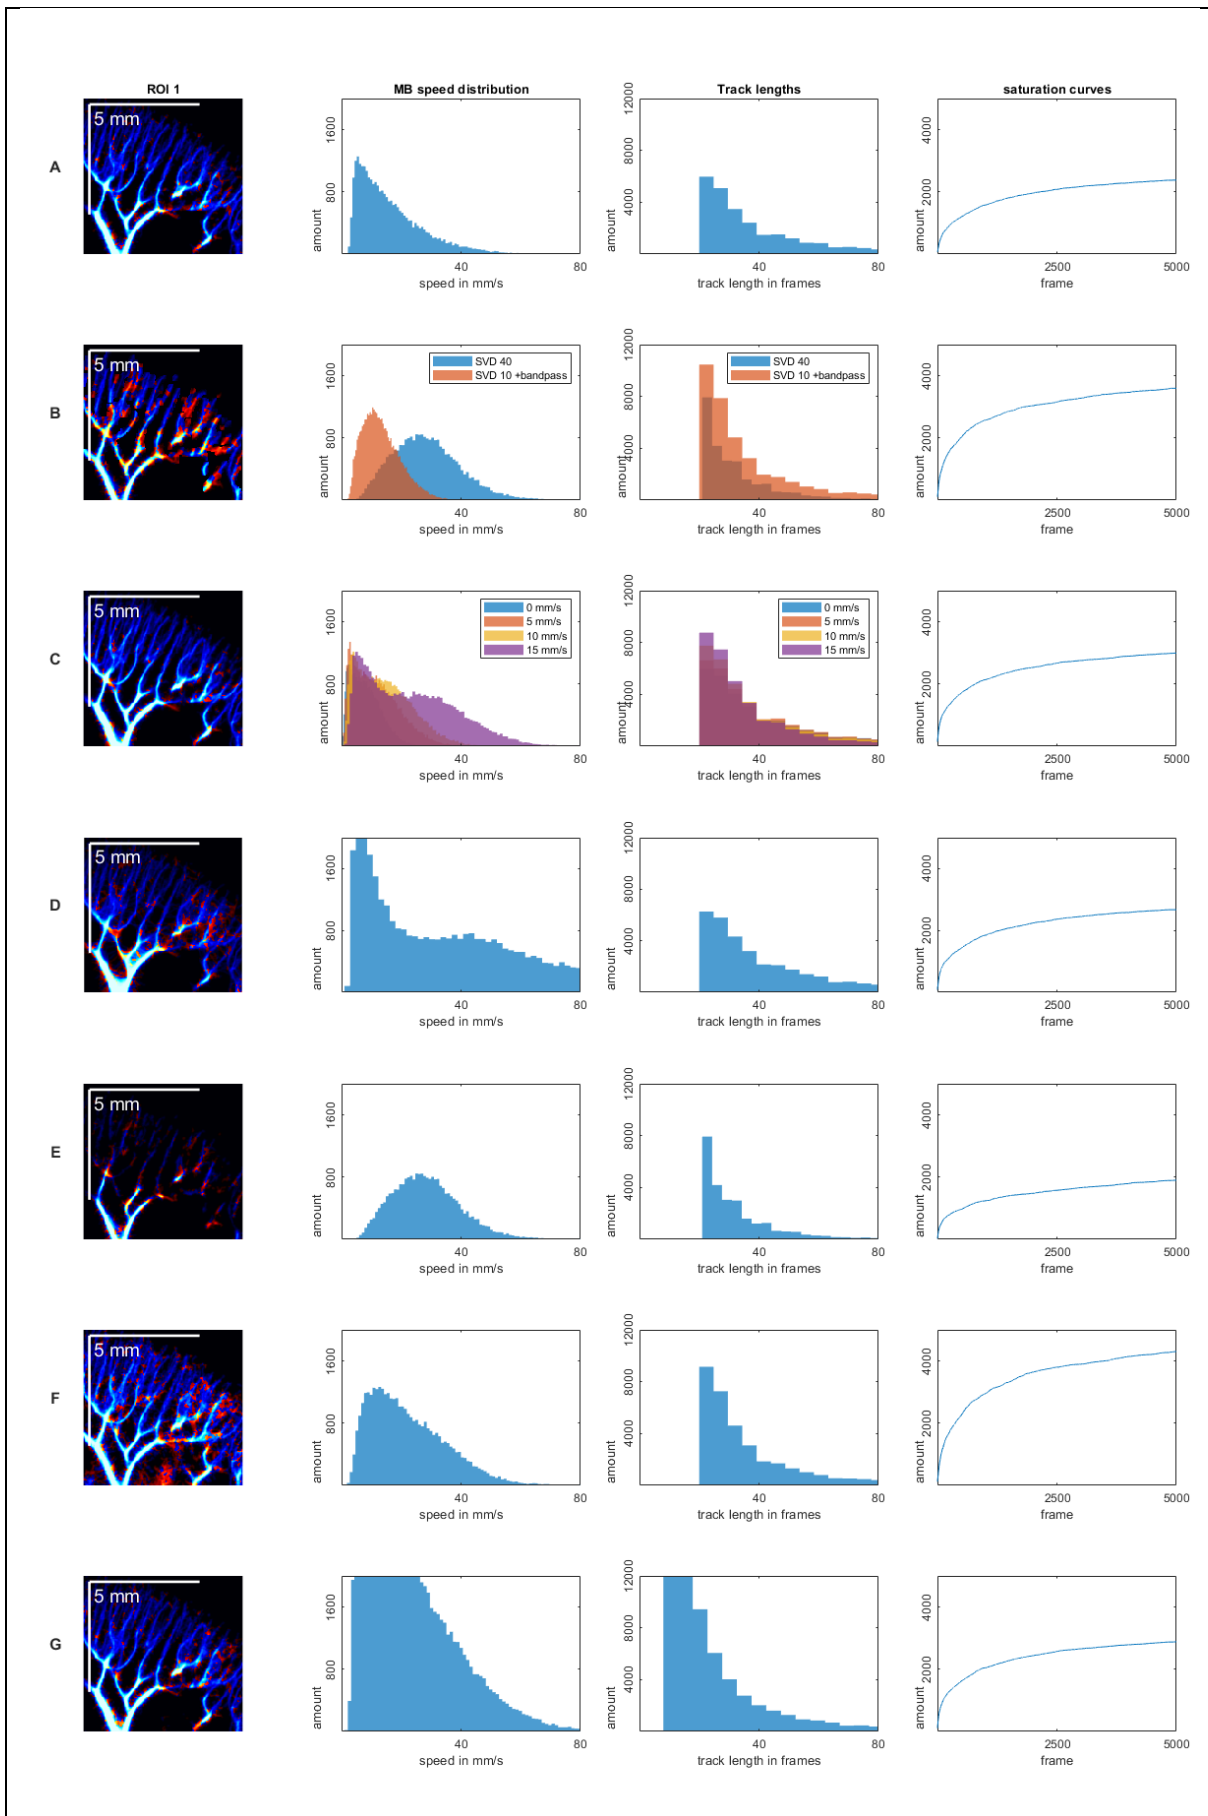 ROI 1
MB speed distribution
Track lengths
saturation curves
A
5 mm
amount
800
1600
40
80
speed in mm/s
amount
4000
8000
12000
40
80
track length in frames
amount
2000
4000
2500
5000
frame
B
5 mm
amount
800
1600
SVD 40
SVD 10 +bandpass
40
80
speed in mm/s
amount
4000
8000
12000
SVD 40
SVD 10 +bandpass
40
80
track length in frames
amount
2000
4000
2500
5000
frame
C
5 mm
amount
800
1600
0 mm/s
5 mm/s
10 mm/s
15 mm/s
40
80
speed in mm/s
amount
4000
8000
12000
0 mm/s
5 mm/s
10 mm/s
15 mm/s
40
80
track length in frames
amount
2000
4000
2500
5000
frame
D
5 mm
amount
800
1600
40
80
speed in mm/s
amount
4000
8000
12000
40
80
track length in frames
amount
2000
4000
2500
5000
frame
E
5 mm
amount
800
1600
40
80
speed in mm/s
amount
4000
8000
12000
40
80
track length in frames
amount
2000
4000
2500
5000
frame
F
5 mm
amount
800
1600
40
80
speed in mm/s
amount
4000
8000
12000
40
80
track length in frames
amount
2000
4000
2500
5000
frame
G
5 mm
amount
800
1600
40
80
speed in mm/s
amount
4000
8000
12000
40
80
track length in frames
amount
2000
4000
2500
5000
frame